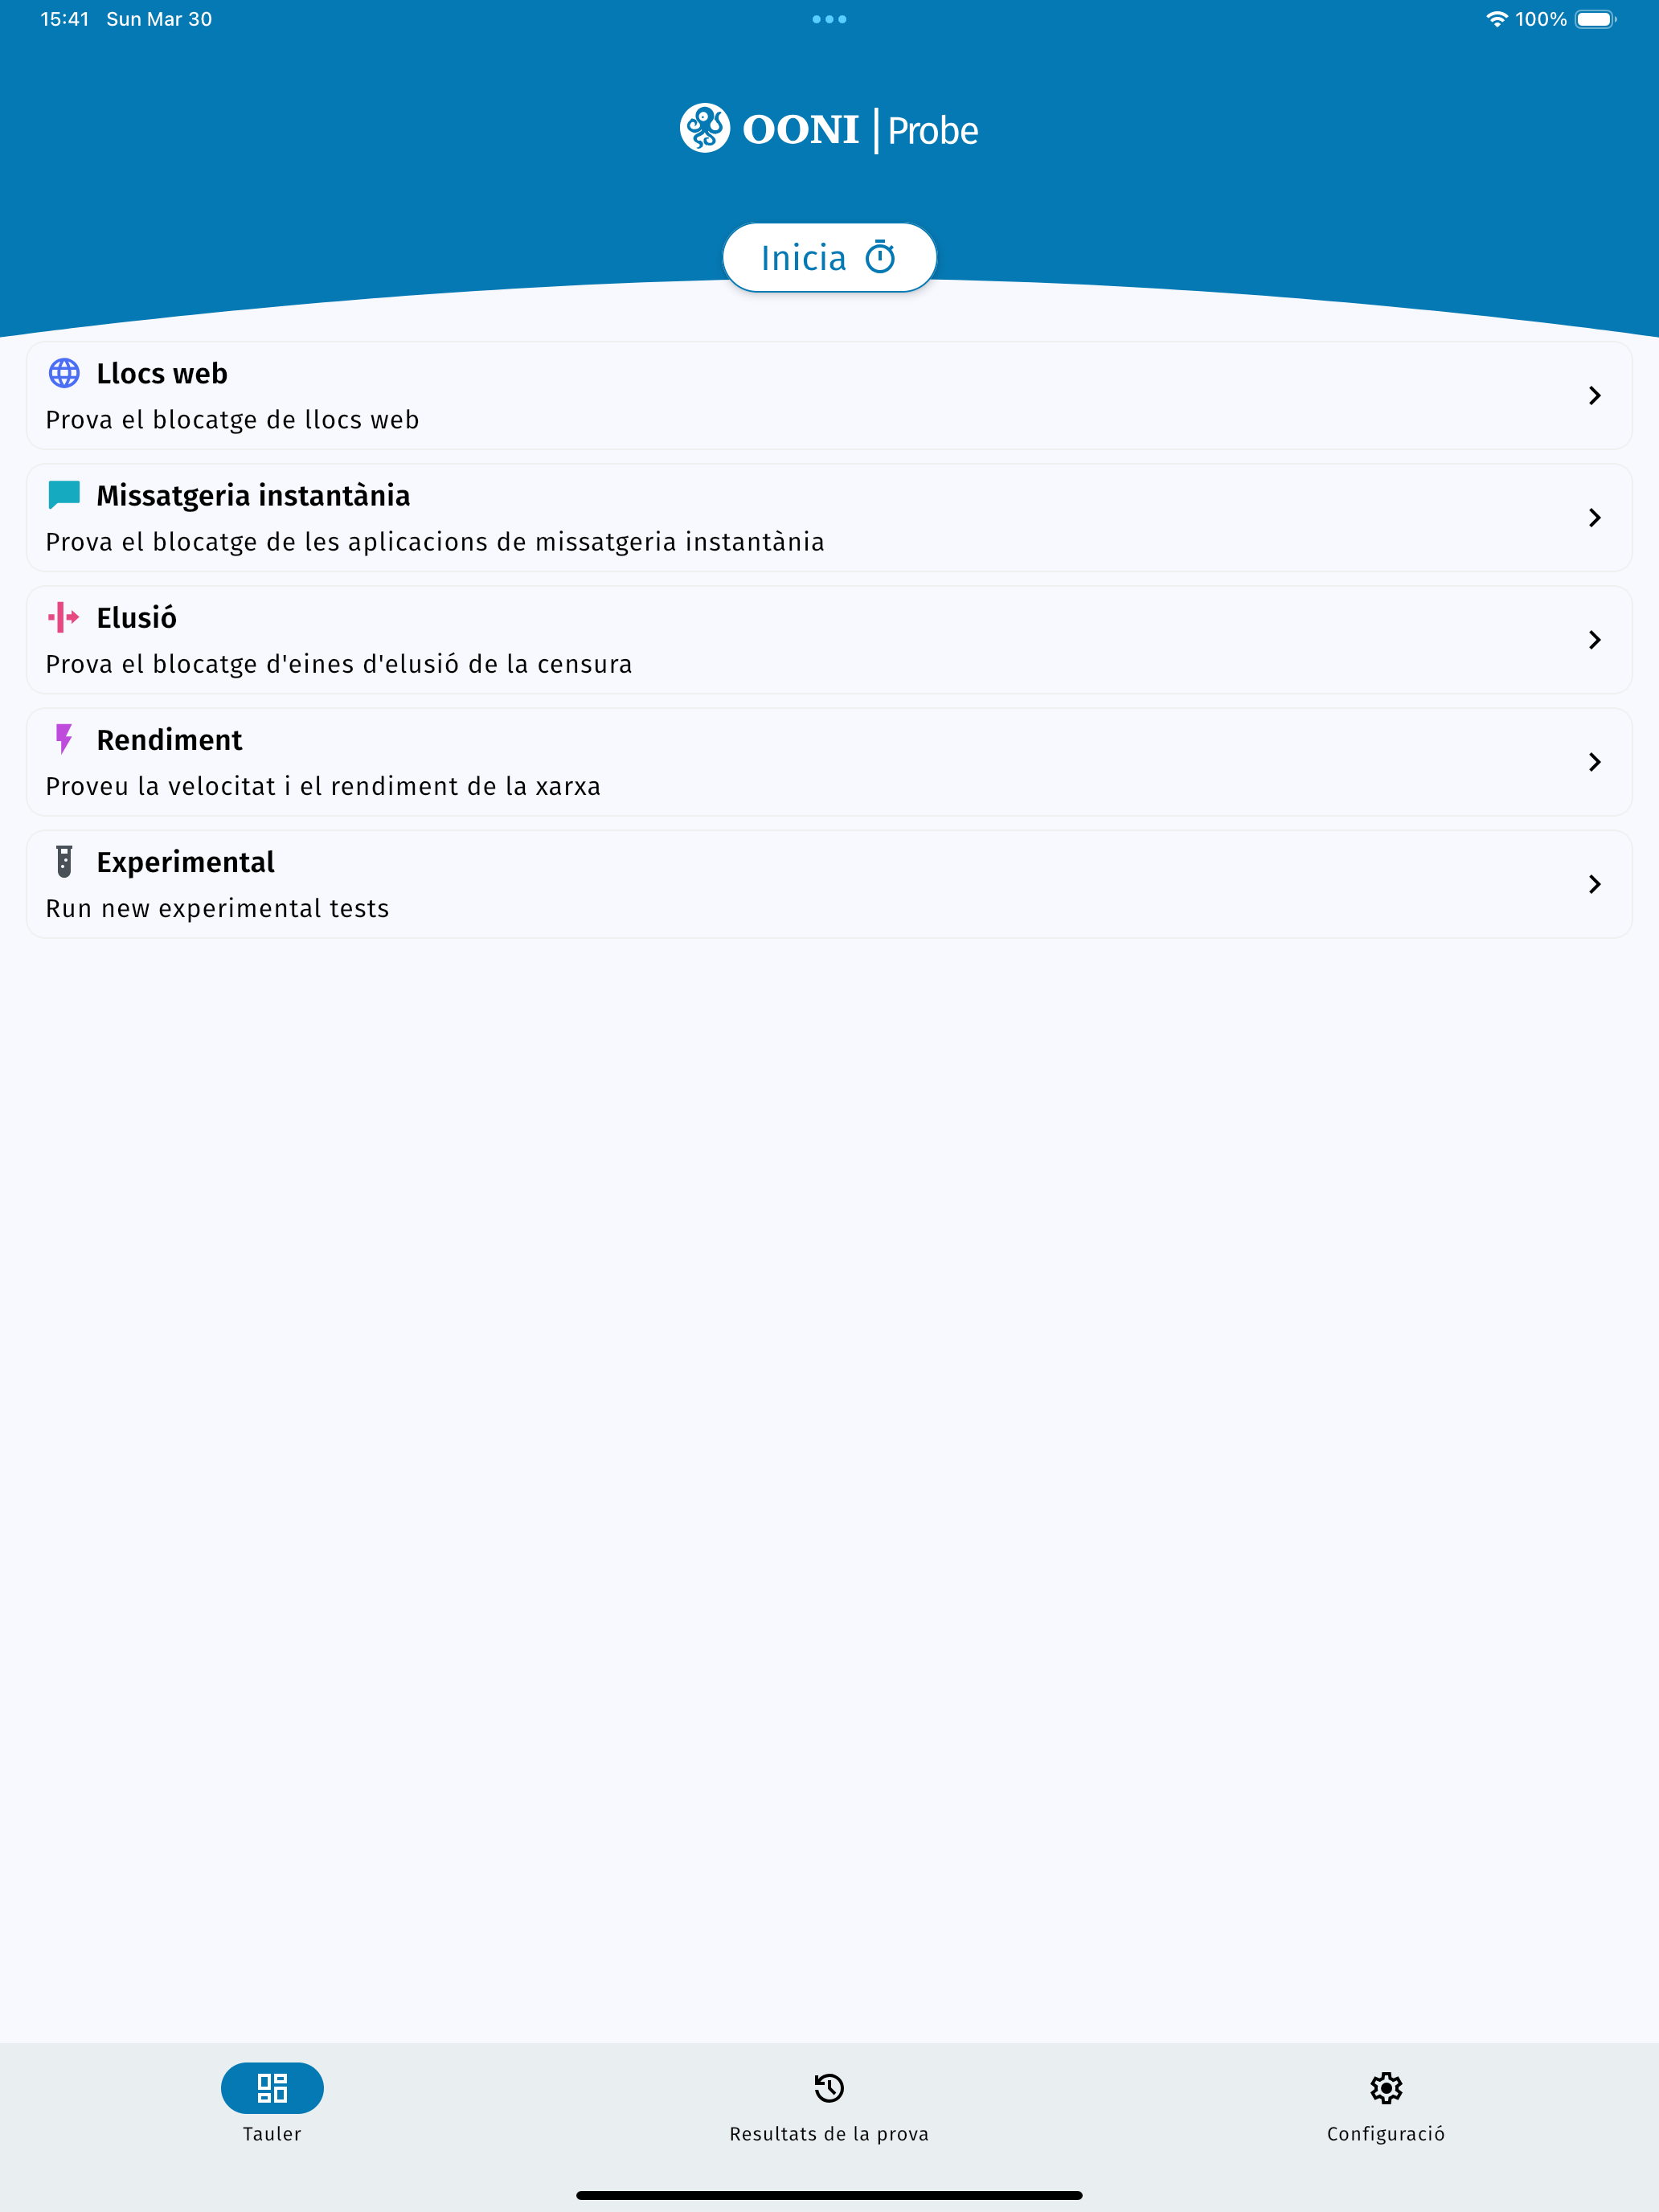 15:41 Sun Mar 30
100%
OONI Probe
Inicia
Llocs web
Prova el blocatge de llocs web
Missatgeria instantània
Prova el blocatge de les aplicacions de missatgeria instantània
Elusió
Prova el blocatge d'eines d'elusió de la censura
Rendiment
Proveu la velocitat i el rendiment de la xarxa
Experimental
Run new experimental tests
Tauler
Resultats de la prova
Configuració